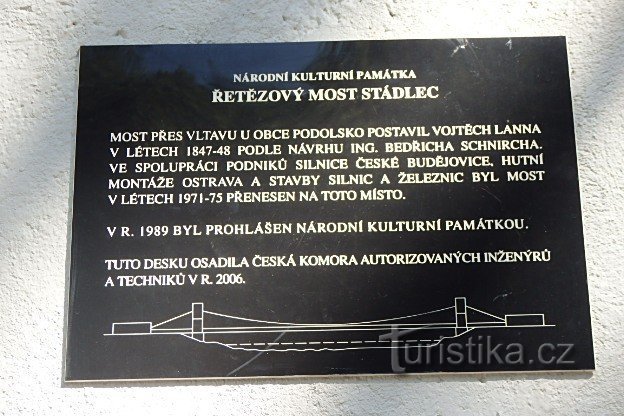 NÁRODNÍ KULTURNÍ PAMÁTKA
ŘETĚZOVÝ MOST STÁDLEC
MOST PŘES VLTAVU U OBCE PODOLSKO POSTAVIL VOJTĚCH LANNA
V LÉTECH 1847-48 PODLE NÁVRHU ING. BEDŘICHA SCHNIRCHA.
VE SPOLUPRÁCI PODNIKŮ SILNICE ČESKÉ BUDĚJOVICE, HUTNÍ
MONTÁŽE OSTRAVA A STAVBY SILNIC A ŽELEZNIC BYL MOST
V LÉTECH 1971-75 PŘENESEN NA TOTO MÍSTO.
V R. 1989 BYL PROHLÁŠEN NÁRODNÍ KULTURNÍ PAMÁTKOU.
TUTO DESKU OSADILA ČESKÁ KOMORA AUTORIZOVANÝCH INŽENÝRŮ
A TECHNIKŮ V R. 2006.
turistika.cz